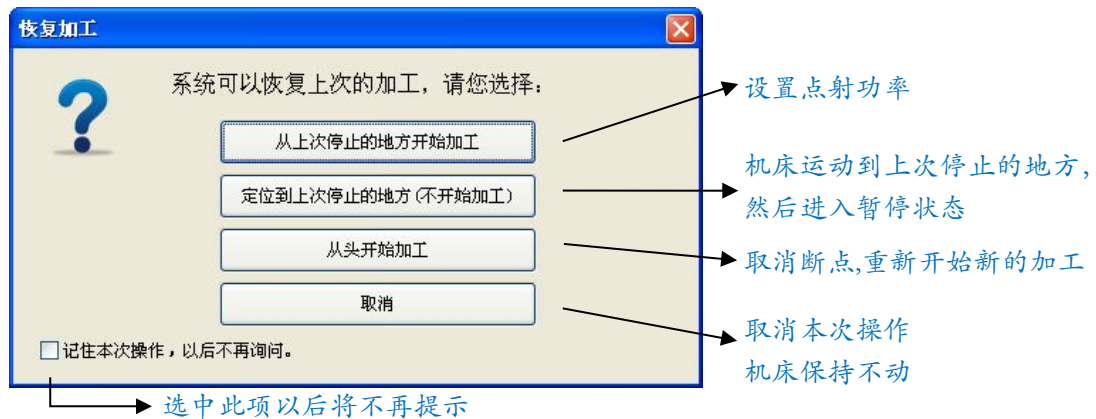 恢复加工
系统可以恢复上次的加工，请您选择：
从上次停止的地方开始加工
设置点射功率
定位到上次停止的地方(不开始加工)
机床运动到上次停止的地方,
然后进入暂停状态
从头开始加工
取消断点,重新开始新的加工
取消
取消本次操作
机床保持不动
记住本次操作，以后不再询问。
选中此项以后将不再提示